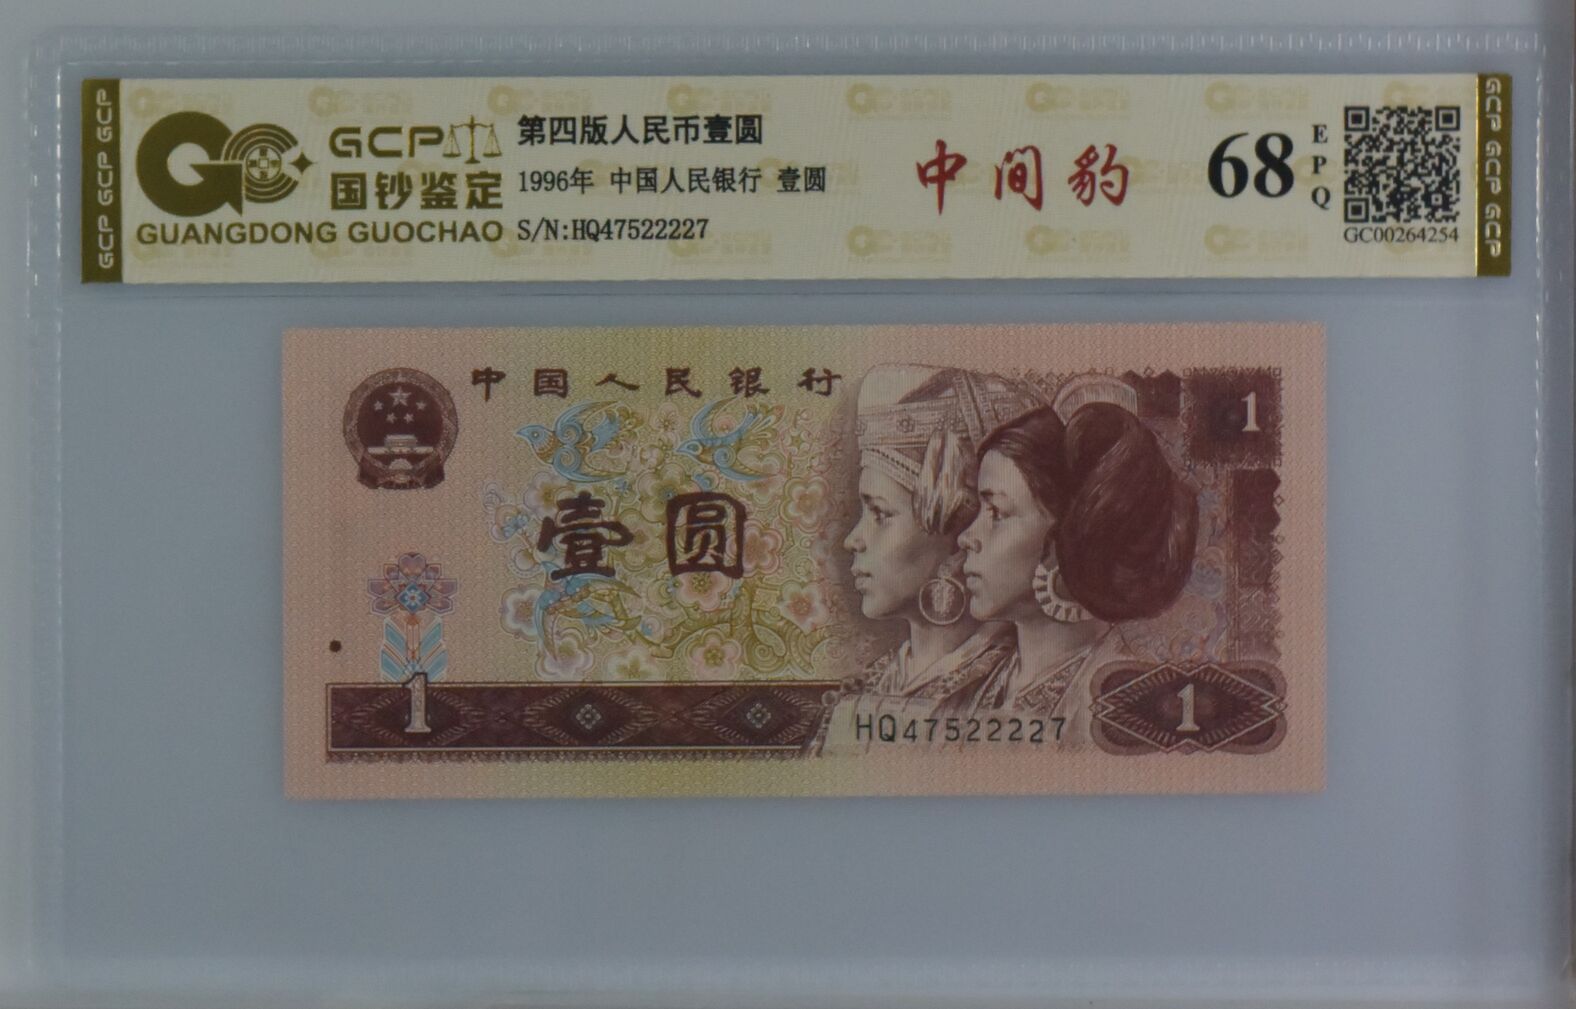 GCP
国钞鉴定
GUANGDONG GUOCHAO
第四版人民币壹圆
1996年 中国人民银行 壹圆
S/N:HQ47522227
中间豹
68
EPQ
GC00264254
GCP GCP GCP
GCP GCP GCP
中国人民银行
1
壹圆
1
HQ47522227
1